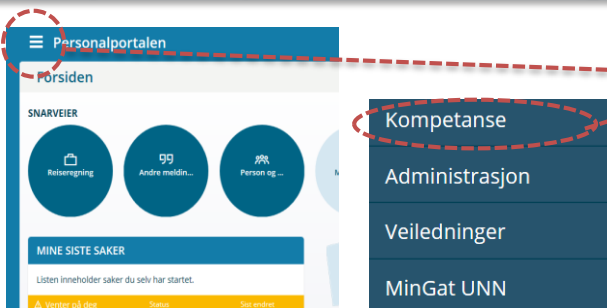 Personalportalen
Forsiden
SNARVEIER
Reiseregning
Andre meldin...
Person og ...
MINE SISTE SAKER
Listen inneholder saker du selv har startet.
Venter på deg Status Sist endret
Kompetanse
Administrasjon
Veiledninger
MinGat UNN